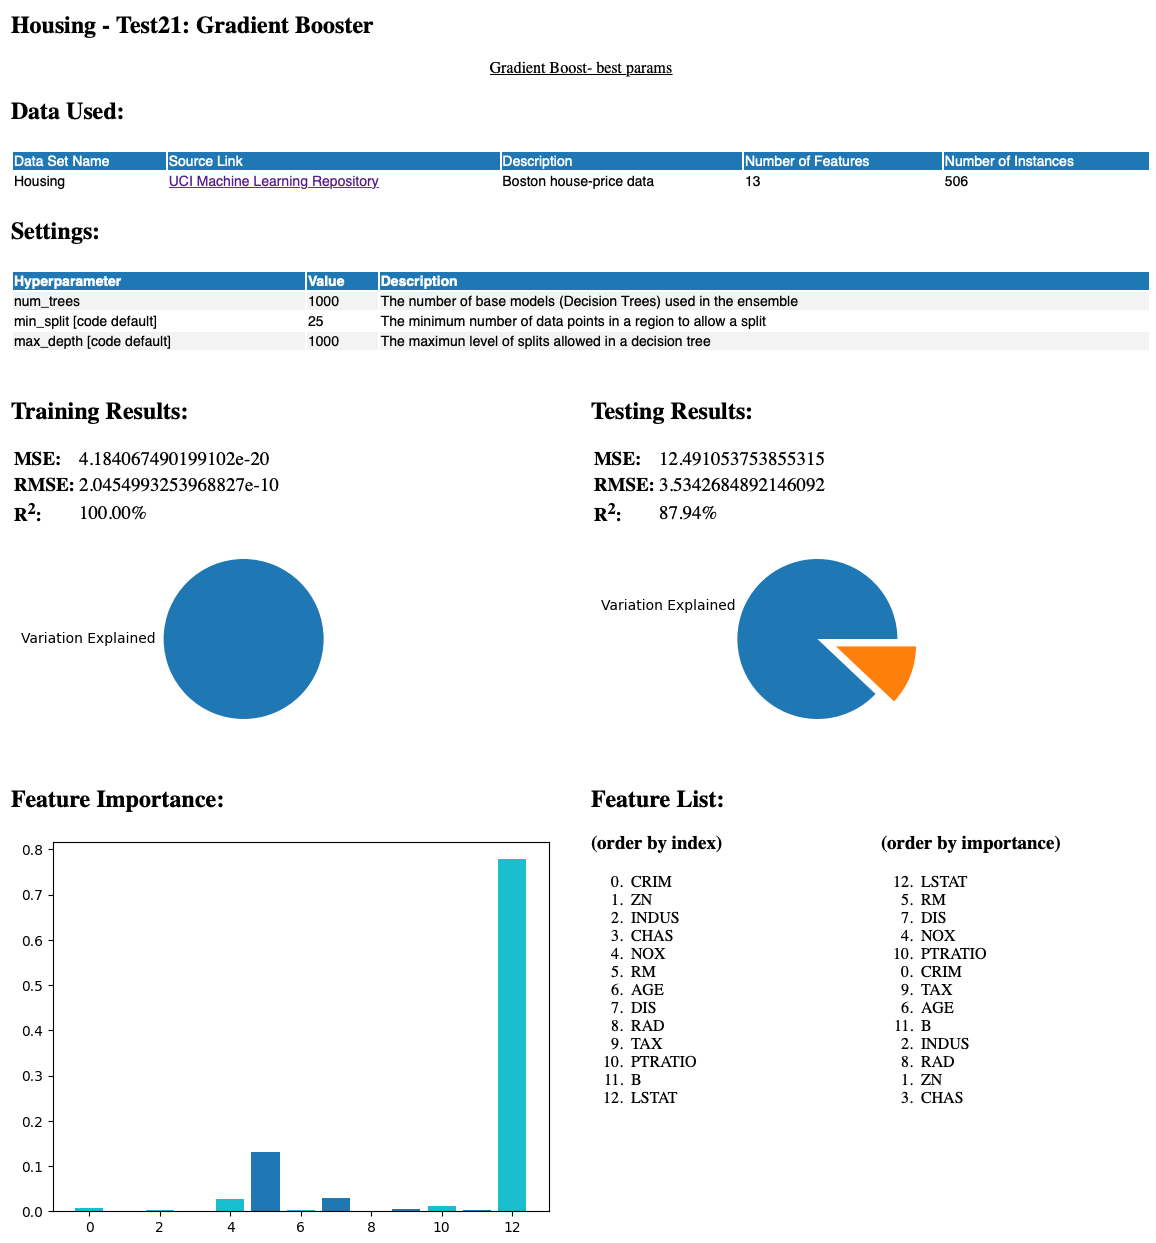 Housing - Test21: Gradient Booster
Gradient Boost- best params
Data Used:
Data Set Name Source Link Description Number of Features Number of Instances
Housing UCI Machine Learning Repository Boston house-price data 13 506
Settings:
Hyperparameter Value Description
num_trees 1000 The number of base models (Decision Trees) used in the ensemble
min_split [code default] 25 The minimum number of data points in a region to allow a split
max_depth [code default] 1000 The maximun level of splits allowed in a decision tree
Training Results:
MSE: 4.184067490199102e-20
RMSE: 2.0454993253968827e-10
R2: 100.00%
Variation Explained
Testing Results:
MSE: 12.491053753855315
RMSE: 3.5342684892146092
R2: 87.94%
Variation Explained
Feature Importance:
0.8
0.7
0.6
0.5
0.4
0.3
0.2
0.1
0.0
0 2 4 6 8 10 12
Feature List:
(order by index)
0. CRIM
1. ZN
2. INDUS
3. CHAS
4. NOX
5. RM
6. AGE
7. DIS
8. RAD
9. TAX
10. PTRATIO
11. B
12. LSTAT
(order by importance)
12. LSTAT
5. RM
7. DIS
4. NOX
10. PTRATIO
0. CRIM
9. TAX
6. AGE
11. B
2. INDUS
8. RAD
1. ZN
3. CHAS